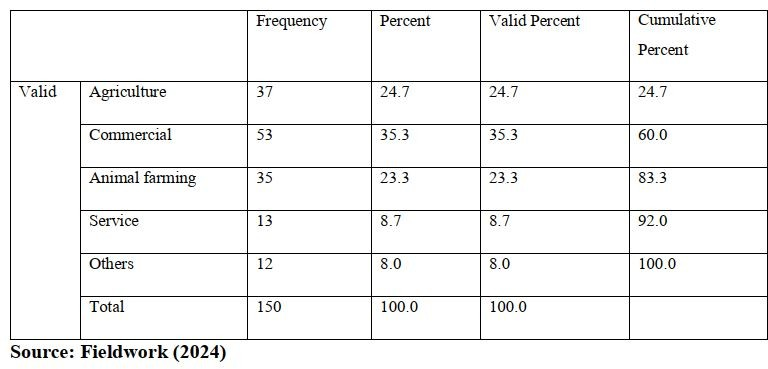 Frequency Percent Valid Percent Cumulative Percent
Valid Agriculture 37 24.7 24.7 24.7
Commercial 53 35.3 35.3 60.0
Animal farming 35 23.3 23.3 83.3
Service 13 8.7 8.7 92.0
Others 12 8.0 8.0 100.0
Total 150 100.0 100.0
Source: Fieldwork (2024)